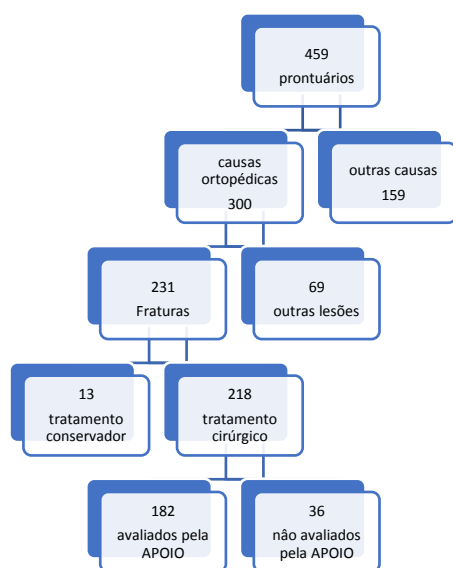 459
prontuários
causas
ortopédicas
300
outras causas
159
231
Fraturas
69
outras lesões
13
tratamento
conservador
218
tratamento
cirúrgico
182
avaliados pela
APOIO
36
nâo avaliados
pela APOIO